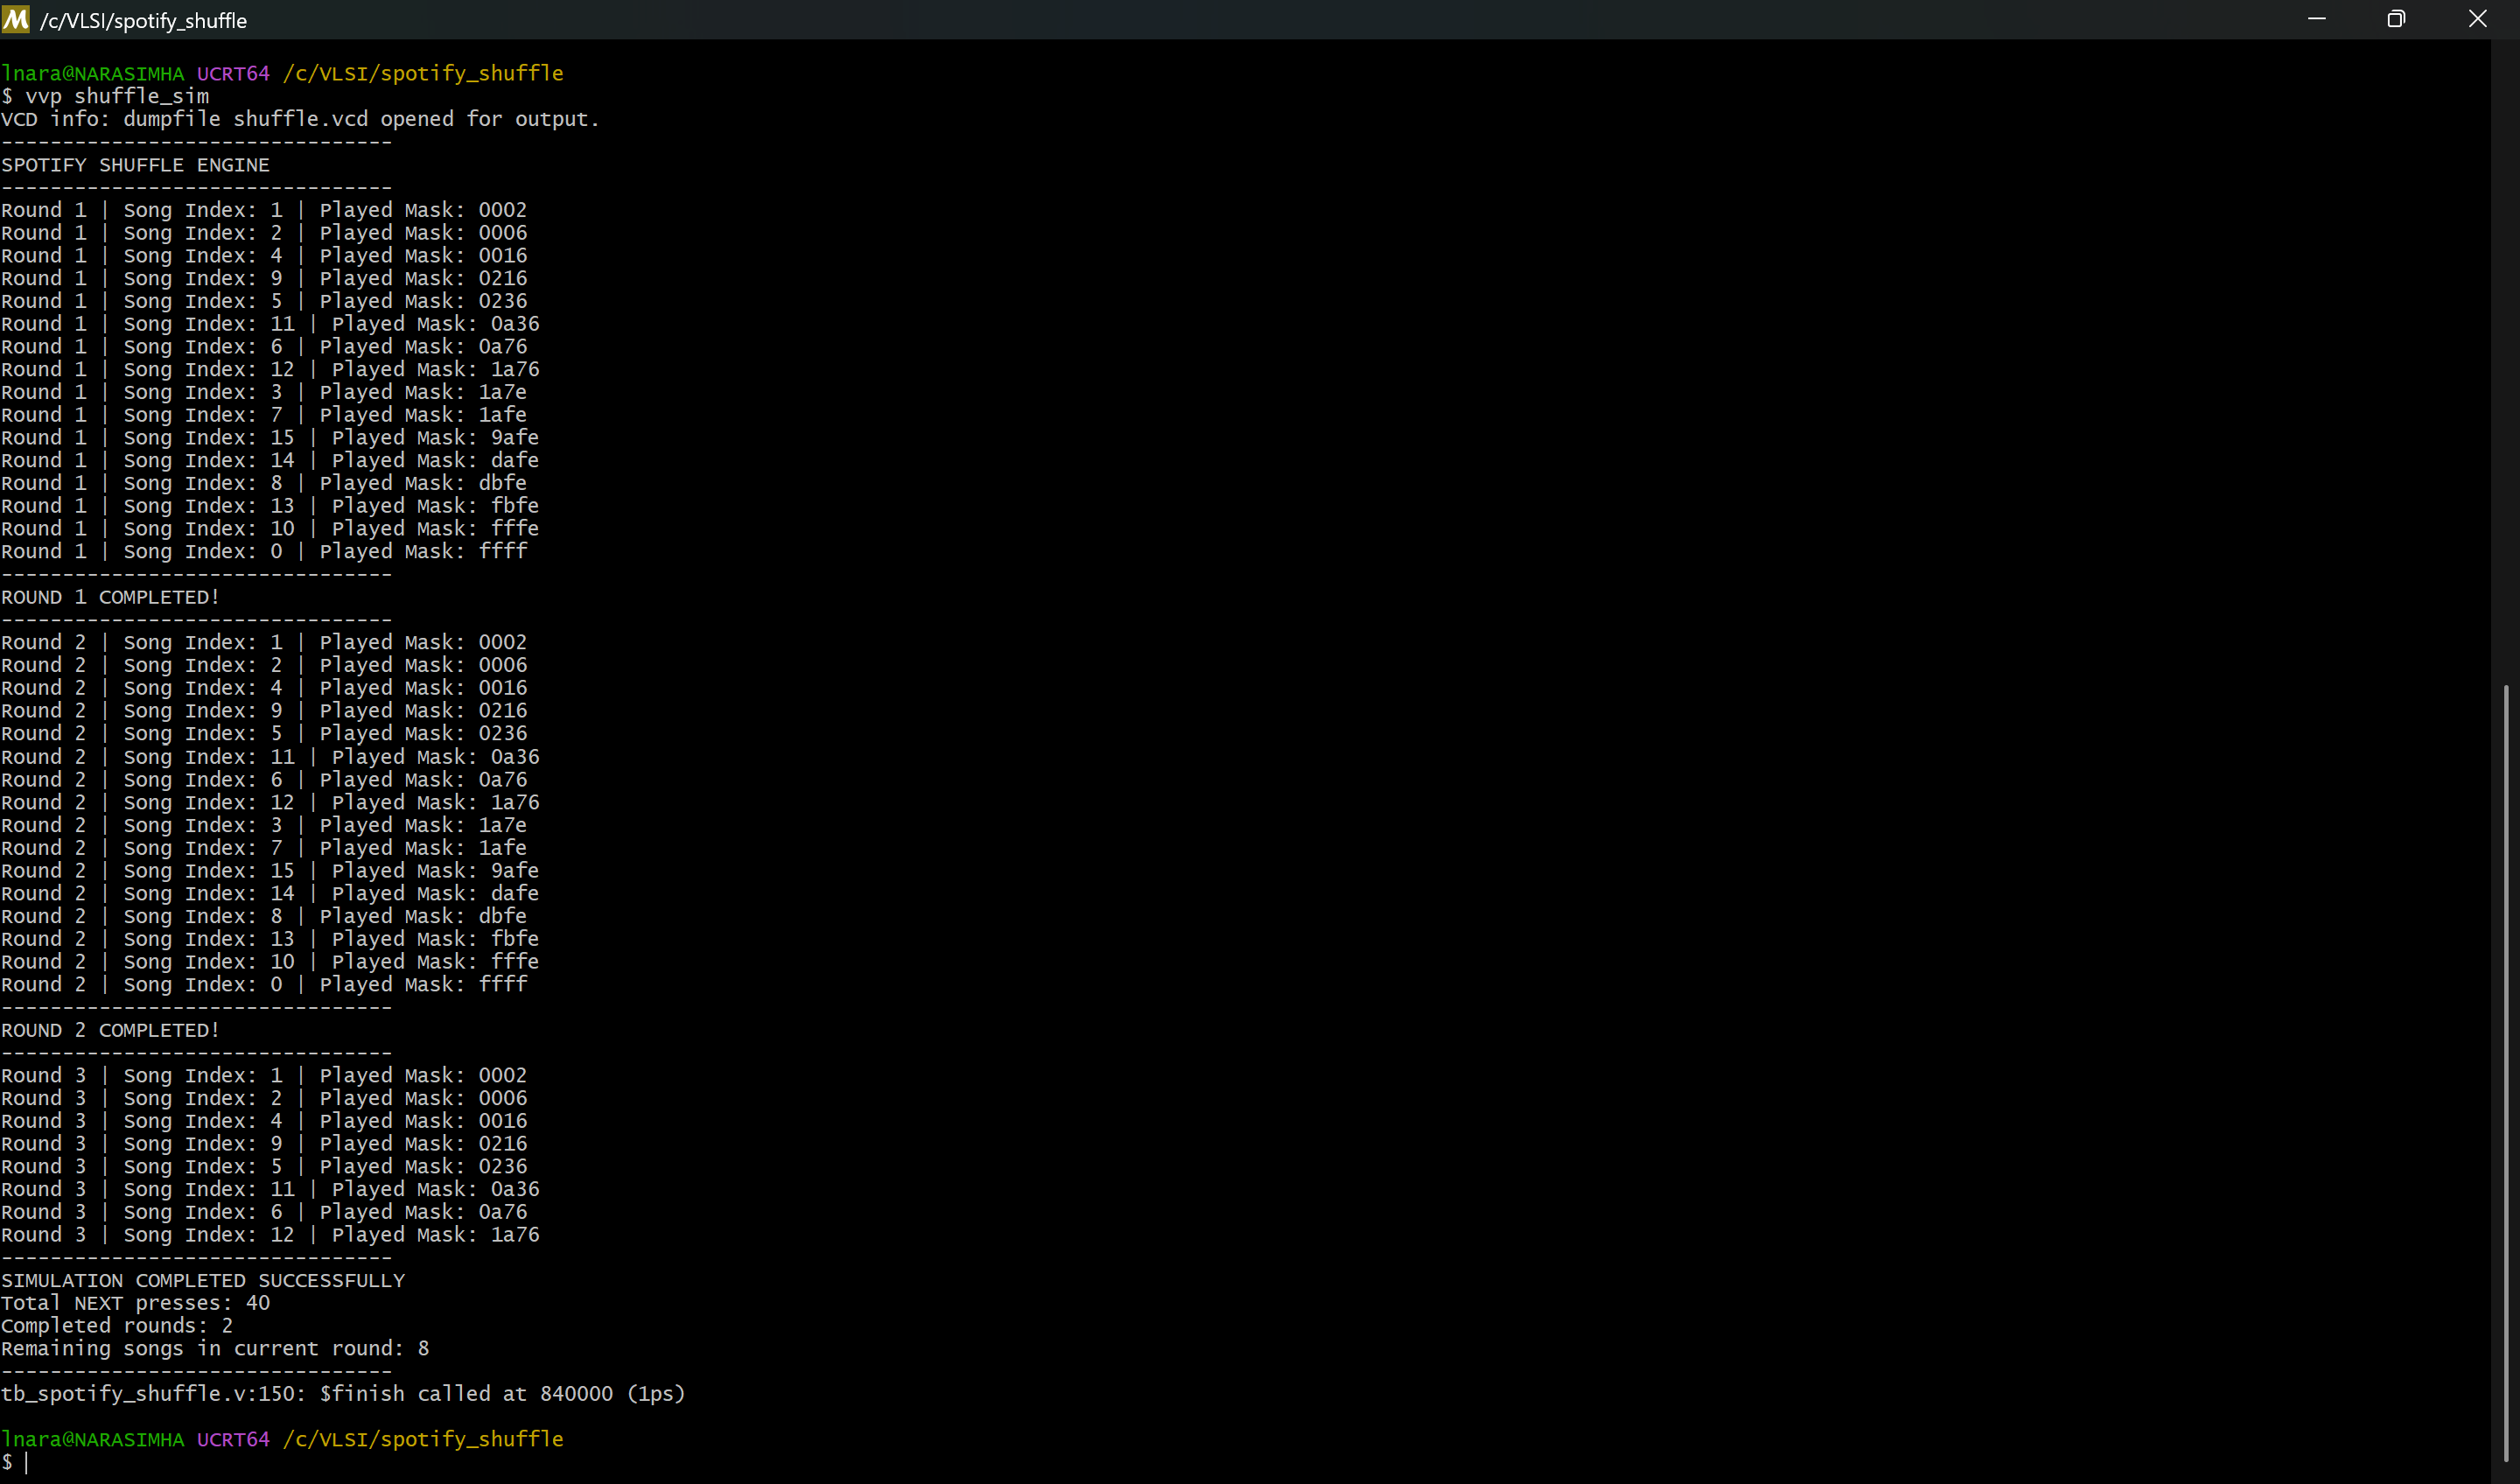 /c/VLSI/spotify_shuffle
lnara@NARASIMHA UCRT64 /c/VLSI/spotify_shuffle
$ vvp shuffle_sim
VCD info: dumpfile shuffle.vcd opened for output.
--------------------------------
SPOTIFY SHUFFLE ENGINE
--------------------------------
Round 1 | Song Index: 1 | Played Mask: 0002
Round 1 | Song Index: 2 | Played Mask: 0006
Round 1 | Song Index: 4 | Played Mask: 0016
Round 1 | Song Index: 9 | Played Mask: 0216
Round 1 | Song Index: 5 | Played Mask: 0236
Round 1 | Song Index: 11 | Played Mask: 0a36
Round 1 | Song Index: 6 | Played Mask: 0a76
Round 1 | Song Index: 12 | Played Mask: 1a76
Round 1 | Song Index: 3 | Played Mask: 1a7e
Round 1 | Song Index: 7 | Played Mask: 1afe
Round 1 | Song Index: 15 | Played Mask: 9afe
Round 1 | Song Index: 14 | Played Mask: dafe
Round 1 | Song Index: 8 | Played Mask: dbfe
Round 1 | Song Index: 13 | Played Mask: fbfe
Round 1 | Song Index: 10 | Played Mask: fffe
Round 1 | Song Index: 0 | Played Mask: ffff
--------------------------------
ROUND 1 COMPLETED!
--------------------------------
Round 2 | Song Index: 1 | Played Mask: 0002
Round 2 | Song Index: 2 | Played Mask: 0006
Round 2 | Song Index: 4 | Played Mask: 0016
Round 2 | Song Index: 9 | Played Mask: 0216
Round 2 | Song Index: 5 | Played Mask: 0236
Round 2 | Song Index: 11 | Played Mask: 0a36
Round 2 | Song Index: 6 | Played Mask: 0a76
Round 2 | Song Index: 12 | Played Mask: 1a76
Round 2 | Song Index: 3 | Played Mask: 1a7e
Round 2 | Song Index: 7 | Played Mask: 1afe
Round 2 | Song Index: 15 | Played Mask: 9afe
Round 2 | Song Index: 14 | Played Mask: dafe
Round 2 | Song Index: 8 | Played Mask: dbfe
Round 2 | Song Index: 13 | Played Mask: fbfe
Round 2 | Song Index: 10 | Played Mask: fffe
Round 2 | Song Index: 0 | Played Mask: ffff
--------------------------------
ROUND 2 COMPLETED!
--------------------------------
Round 3 | Song Index: 1 | Played Mask: 0002
Round 3 | Song Index: 2 | Played Mask: 0006
Round 3 | Song Index: 4 | Played Mask: 0016
Round 3 | Song Index: 9 | Played Mask: 0216
Round 3 | Song Index: 5 | Played Mask: 0236
Round 3 | Song Index: 11 | Played Mask: 0a36
Round 3 | Song Index: 6 | Played Mask: 0a76
Round 3 | Song Index: 12 | Played Mask: 1a76
--------------------------------
SIMULATION COMPLETED SUCCESSFULLY
Total NEXT presses: 40
Completed rounds: 2
Remaining songs in current round: 8
--------------------------------
tb_spotify_shuffle.v:150: $finish called at 840000 (1ps)
lnara@NARASIMHA UCRT64 /c/VLSI/spotify_shuffle
$